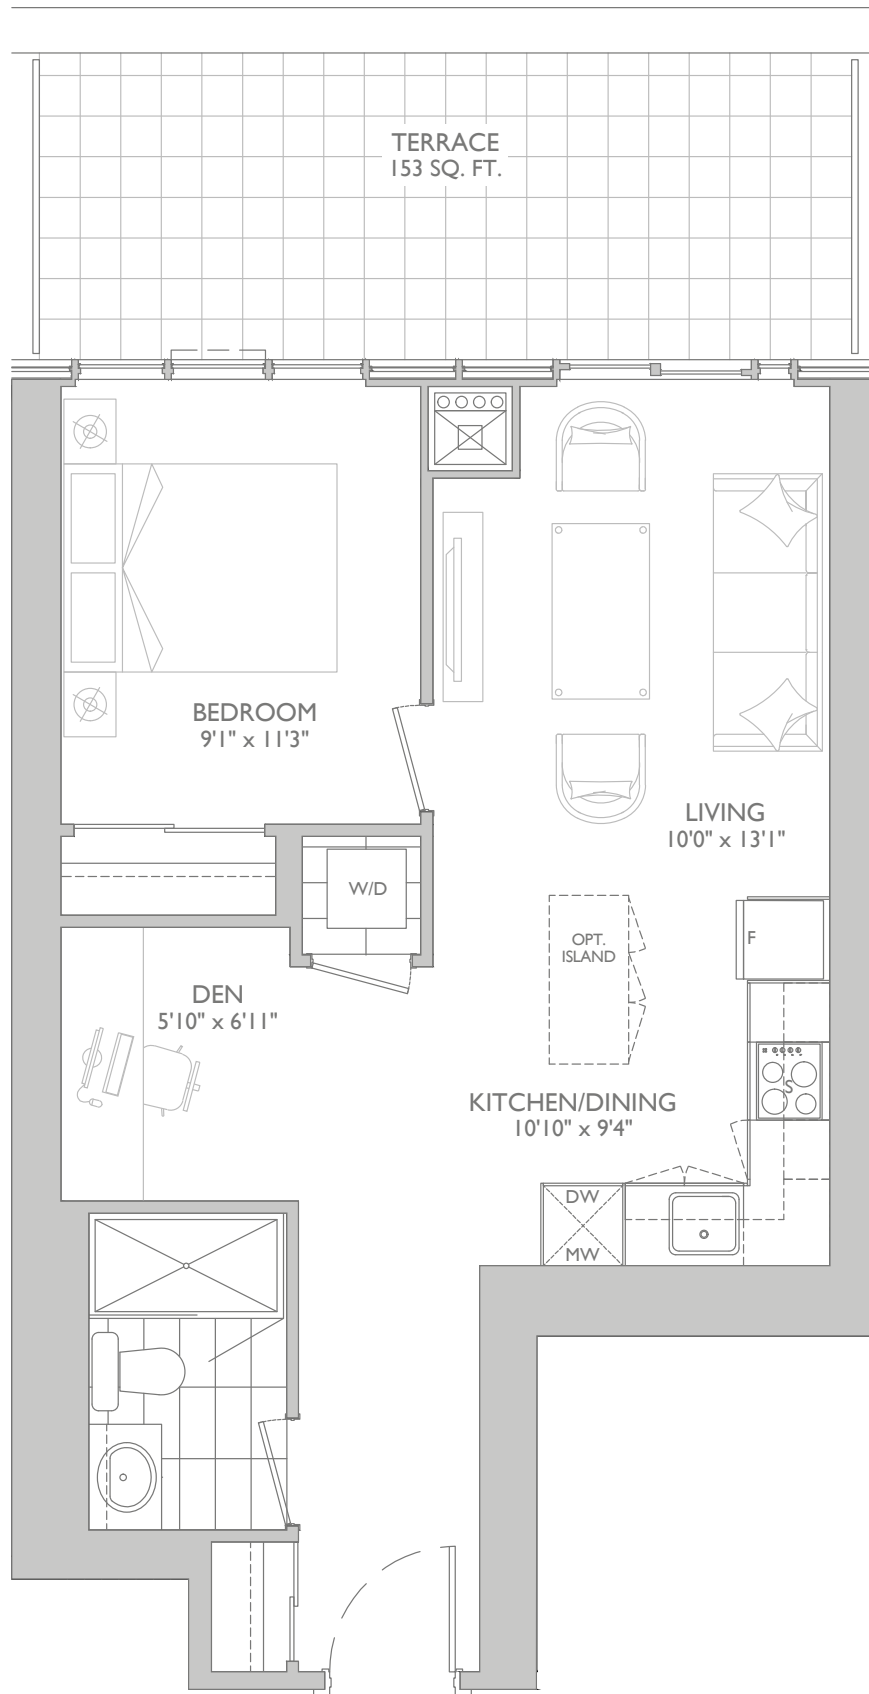 TERRACE
153 SQ. FT.
BEDROOM
9'1" x 11'3"
LIVING
10'0" x 13'1"
W/D
F
OPT.
ISLAND
DEN
5'10" x 6'11"
S
KITCHEN/DINING
10'10" x 9'4"
DW
MW